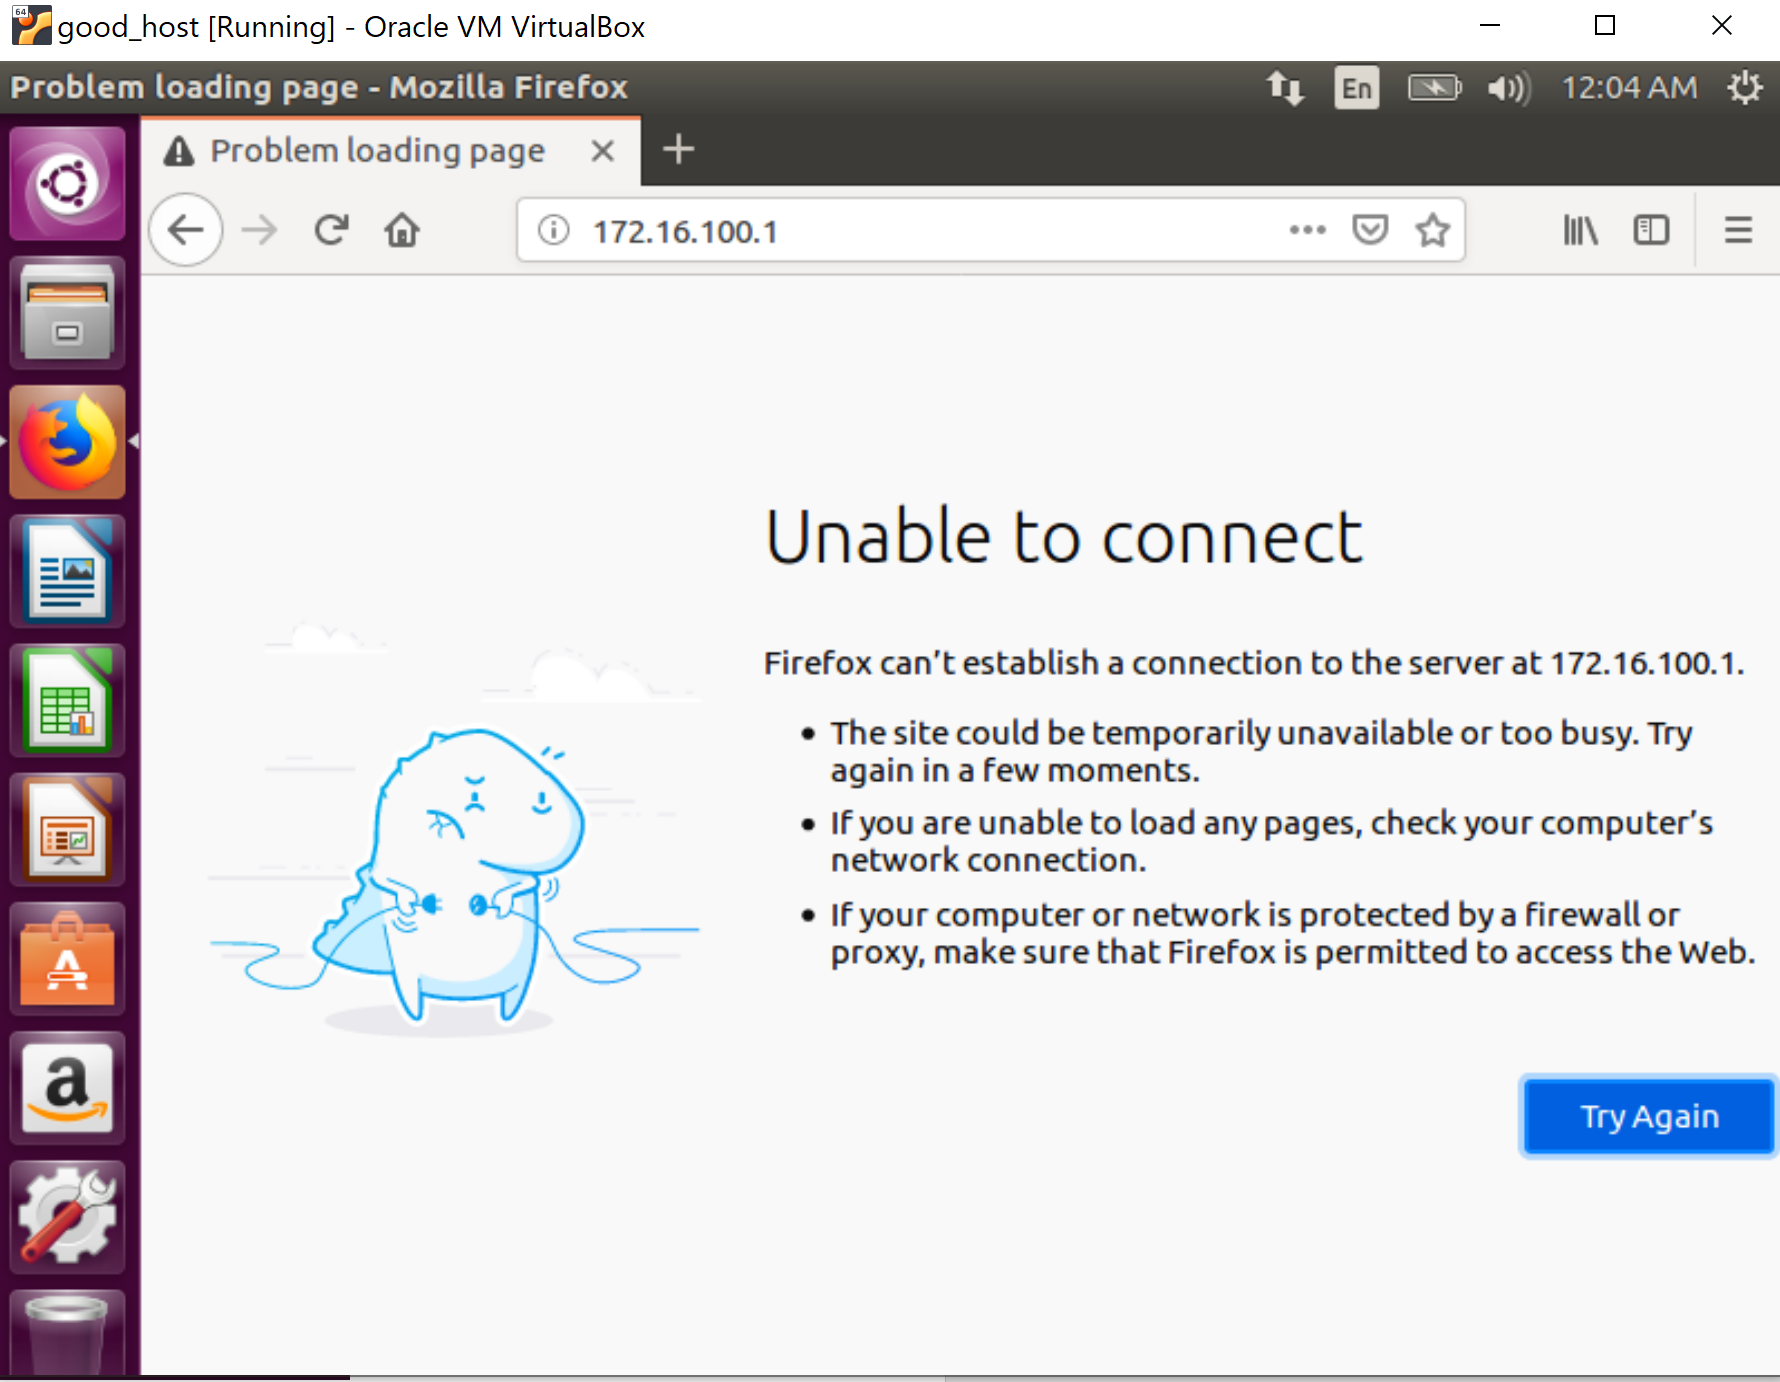 64
good_host [Running] - Oracle VM VirtualBox
Problem loading page - Mozilla Firefox
En
12:04 AM
Problem loading page
172.16.100.1
Unable to connect
Firefox can’t establish a connection to the server at 172.16.100.1.
• The site could be temporarily unavailable or too busy. Try
again in a few moments.
• If you are unable to load any pages, check your computer’s
network connection.
• If your computer or network is protected by a firewall or
proxy, make sure that Firefox is permitted to access the Web.
a
Try Again